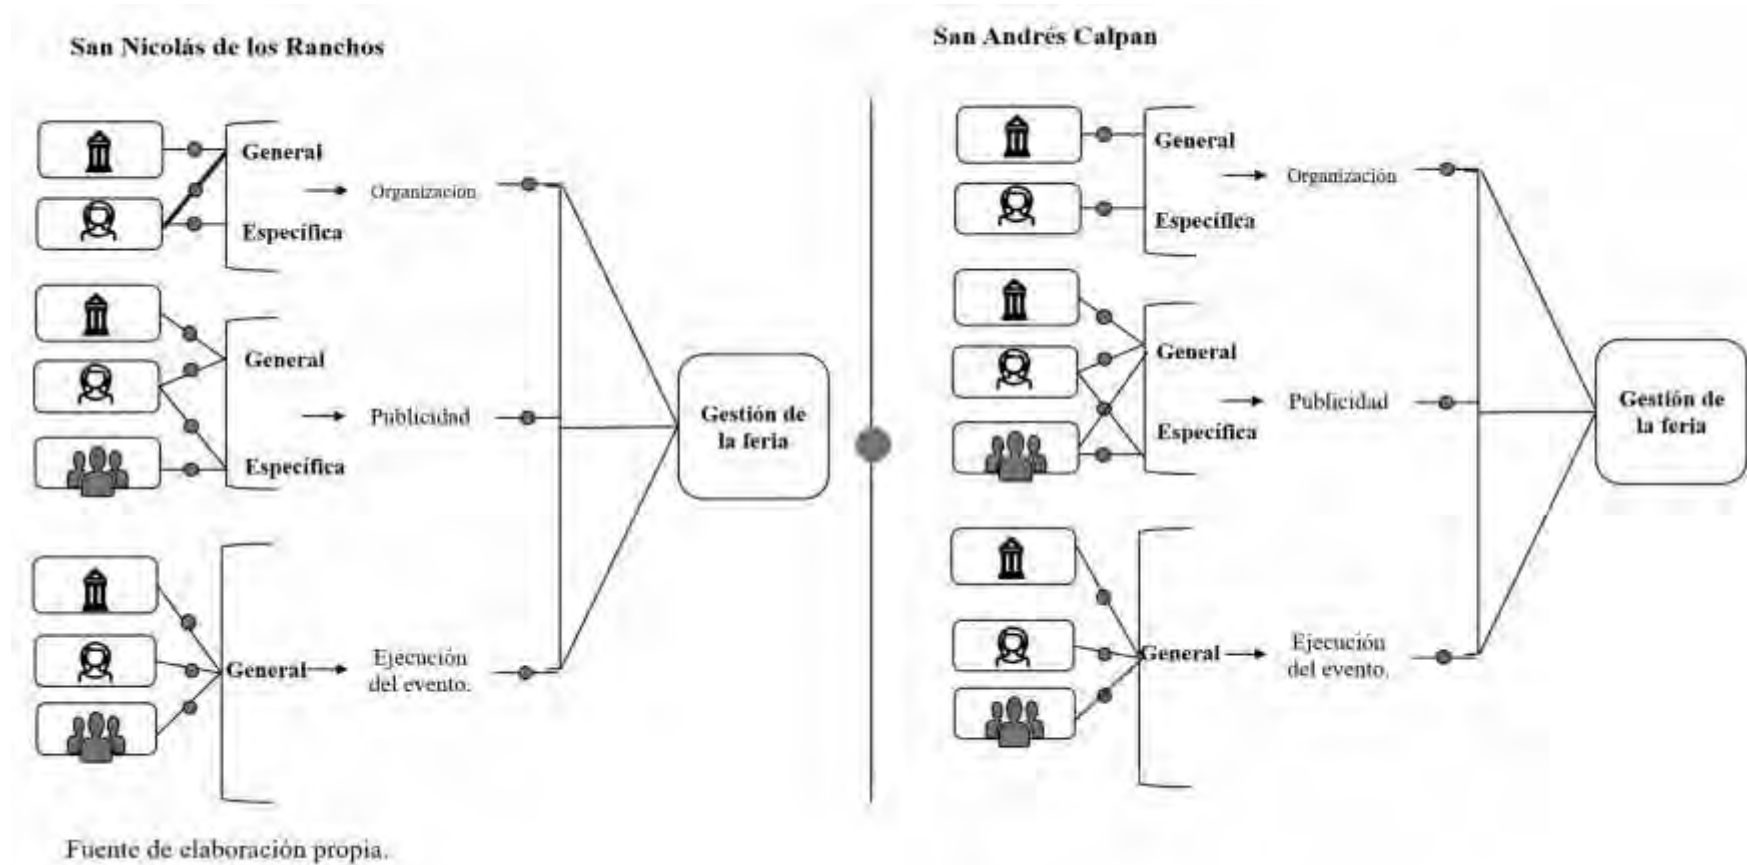 San Nicolás de los Ranchos
General
Organización
Específica
General
Publicidad
Específica
General
Ejecución
del evento.
Gestión de
la feria
San Andrés Calpan
General
Organización
Específica
General
Publicidad
Específica
General
Ejecución
del evento.
Gestión de
la feria
Fuente de elaboración propia.